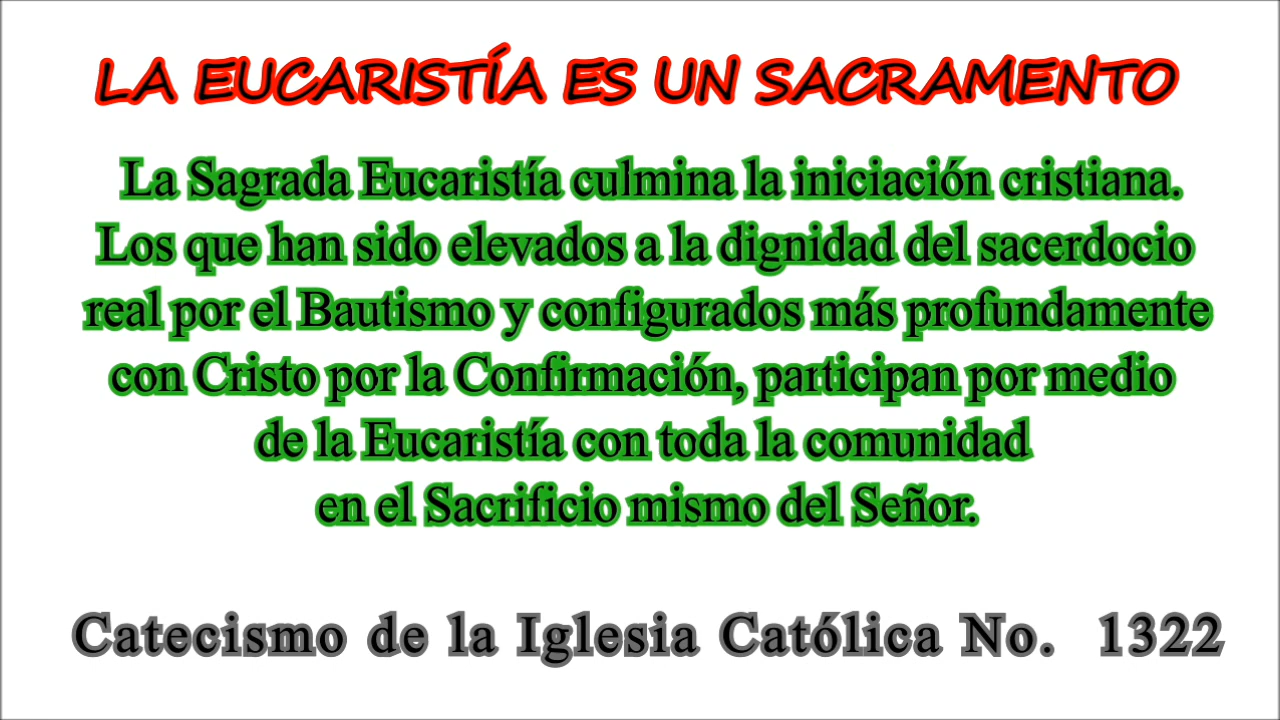 LA EUCARISTÍA ES UN SACRAMENTO
La Sagrada Eucaristía culmina la iniciación cristiana.
Los que han sido elevados a la dignidad del sacerdocio
real por el Bautismo y configurados más profundamente
con Cristo por la Confirmación, participan por medio
de la Eucaristía con toda la comunidad
en el Sacrificio mismo del Señor.
Catecismo de la Iglesia Católica No. 1322